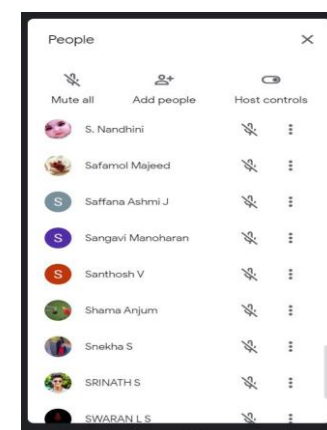 People
Mute all Add people Host controls
S. Nandhini
Safamol Majeed
S Saffana Ashmi J
S Sangavi Manoharan
S Santhosh V
Shama Anjum
Snekha S
SRINATH S
S SWARAN L S